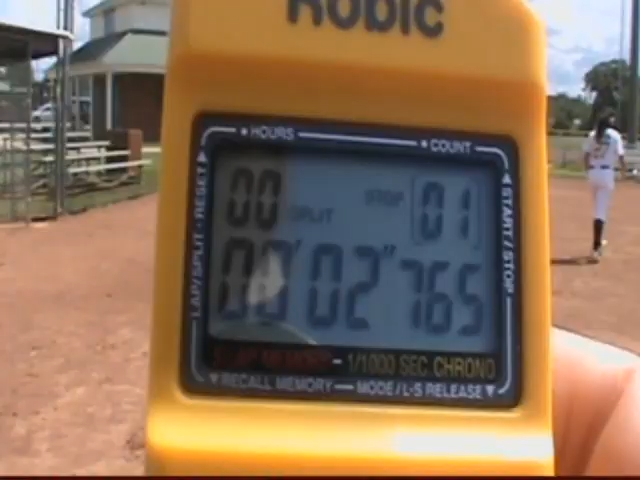 Robic
• HOURS • COUNT
LAP/SPLIT - RESET ▶
◀ START / STOP
00 SPLIT STOP 01
00'02"765
MEMORY - 1/1000 SEC. CHRONO
▼ RECALL MEMORY — MODE / L-S RELEASE ▼